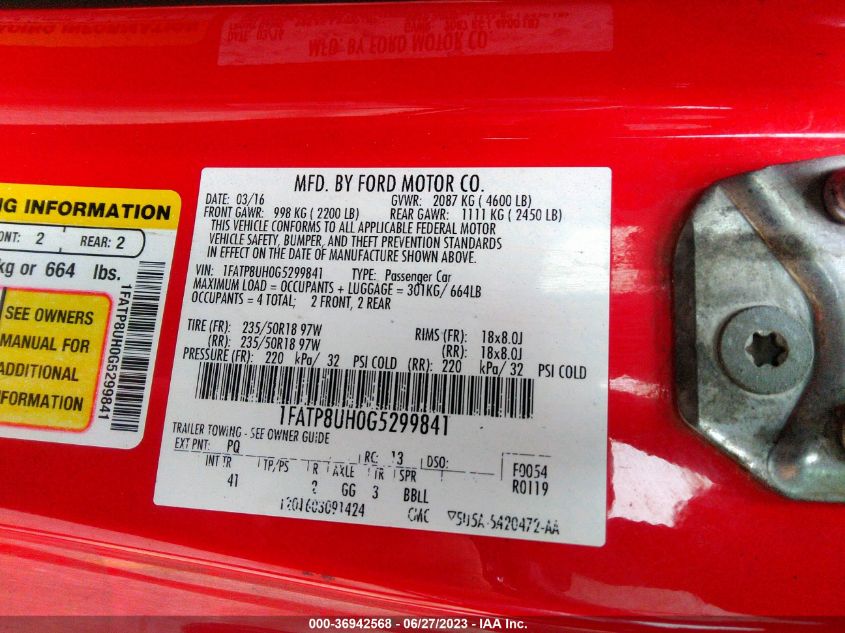 MFD. BY FORD MOTOR CO.
DATE: 03/16 GVWR: 2087 KG ( 4600 LB)
FRONT GAWR: 998 KG ( 2200 LB) REAR GAWR: 1111 KG ( 2450 LB)
THIS VEHICLE CONFORMS TO ALL APPLICABLE FEDERAL MOTOR
VEHICLE SAFETY, BUMPER, AND THEFT PREVENTION STANDARDS
IN EFFECT ON THE DATE OF MANUFACTURE SHOWN ABOVE.
VIN: 1FATP8UH0G5299841 TYPE: Passenger Car
MAXIMUM LOAD = OCCUPANTS + LUGGAGE = 301KG/ 664LB
OCCUPANTS = 4 TOTAL; 2 FRONT, 2 REAR
TIRE (FR): 235/50R18 97W RIMS (FR): 18x8.0J
(RR): 235/50R18 97W (RR): 18x8.0J
PRESSURE (FR): 220 kPa/ 32 PSI COLD (RR): 220 kPa/ 32 PSI COLD
1FATP8UH0G5299841
TRAILER TOWING - SEE OWNER GUIDE
EXT PNT: PQ RC: 13 DSO: F0054
INT TR TP/PS R AXLE TR SPR R0119
4T 2 GG 3 BBLL
CMC
NG INFORMATION
ONT: 2 REAR: 2
kg or 664 lbs.
SEE OWNERS
MANUAL FOR
ADDITIONAL
INFORMATION
1FATP8UH0G5299841
000-36942568 - 06/27/2023 - IAA Inc.